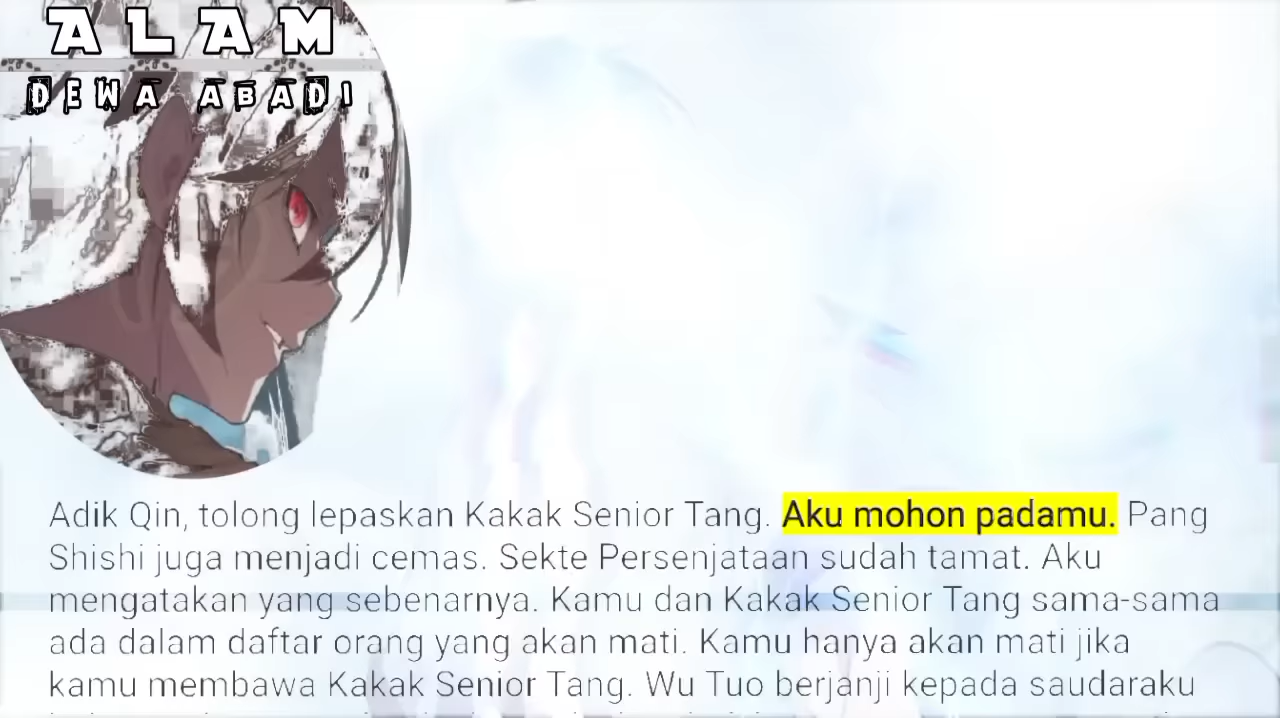 ALAM
DEWA ABADI
Adik Qin, tolong lepaskan Kakak Senior Tang. Aku mohon padamu. Pang
Shishi juga menjadi cemas. Sekte Persenjataan sudah tamat. Aku
mengatakan yang sebenarnya. Kamu dan Kakak Senior Tang sama-sama
ada dalam daftar orang yang akan mati. Kamu hanya akan mati jika
kamu membawa Kakak Senior Tang. Wu Tuo berjanji kepada saudaraku